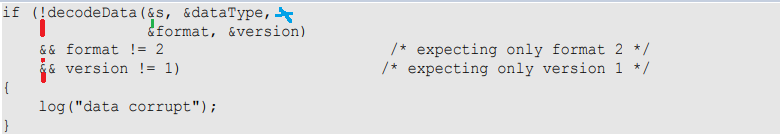 if (!decodeData(&s, &dataType,
&format, &version)
&& format != 2 /* expecting only format 2 */
&& version != 1) /* expecting only version 1 */
{
log("data corrupt");
}